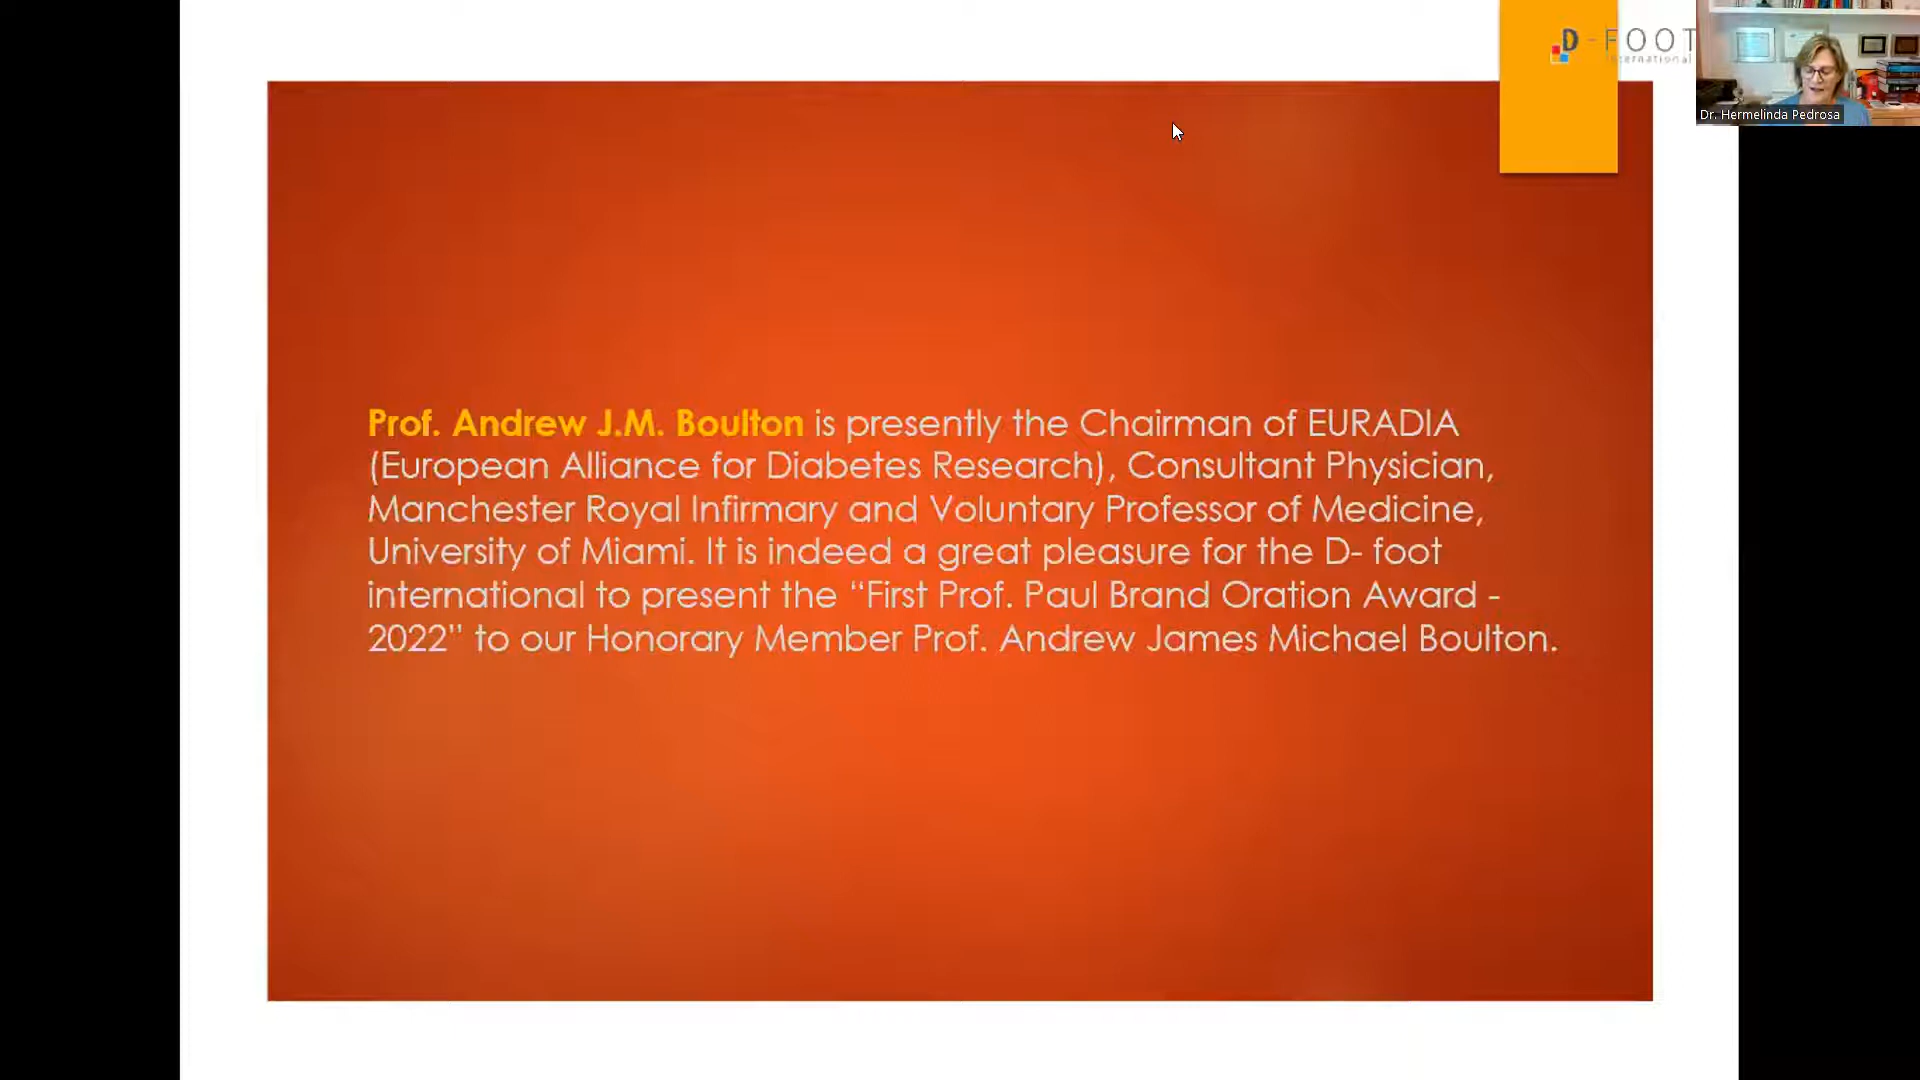 D-FOOT
International
Dr. Hermelinda Pedrosa
Prof. Andrew J.M. Boulton is presently the Chairman of EURADIA
(European Alliance for Diabetes Research), Consultant Physician,
Manchester Royal Infirmary and Voluntary Professor of Medicine,
University of Miami. It is indeed a great pleasure for the D- foot
international to present the “First Prof. Paul Brand Oration Award -
2022” to our Honorary Member Prof. Andrew James Michael Boulton.